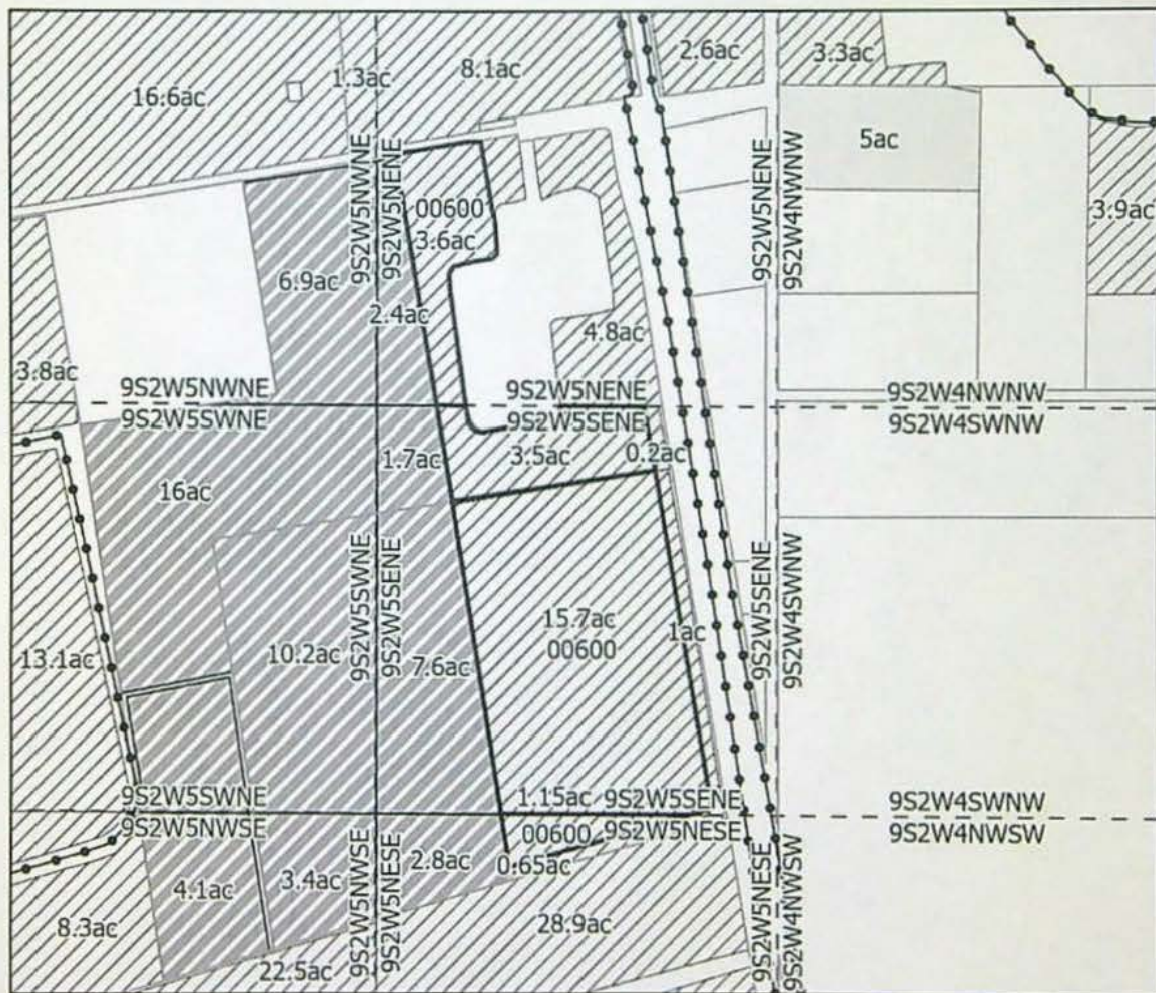 2.6ac
3.3ac
8.1ac
1.3ac
16.6ac
5ac
9S2W5NWNE
9S2W5NENE
9S2W5NENE
9S2W4NWNW
00600
3.6ac
3.9ac
6.9ac
2.4ac
4.8ac
3.8ac
9S2W5NWNE
9S2W5NENE
9S2W4NWNW
9S2W5SWNE
9S2W5SENE
9S2W4SWNW
1.7ac
3.5ac
0.2ac
16ac
9S2W5SWNE
9S2W5SENE
9S2W5SENE
9S2W4SWNW
15.7ac
00600
1ac
13.1ac
10.2ac
7.6ac
9S2W5SWNE
1.15ac
9S2W5SENE
9S2W4SWNW
9S2W5NWSE
00600
9S2W5NESE
9S2W4NWSW
9S2W5NWSE
9S2W5NESE
9S2W5NESE
9S2W4NWSW
2.8ac
0.65ac
3.4ac
4.1ac
8.3ac
28.9ac
22.5ac